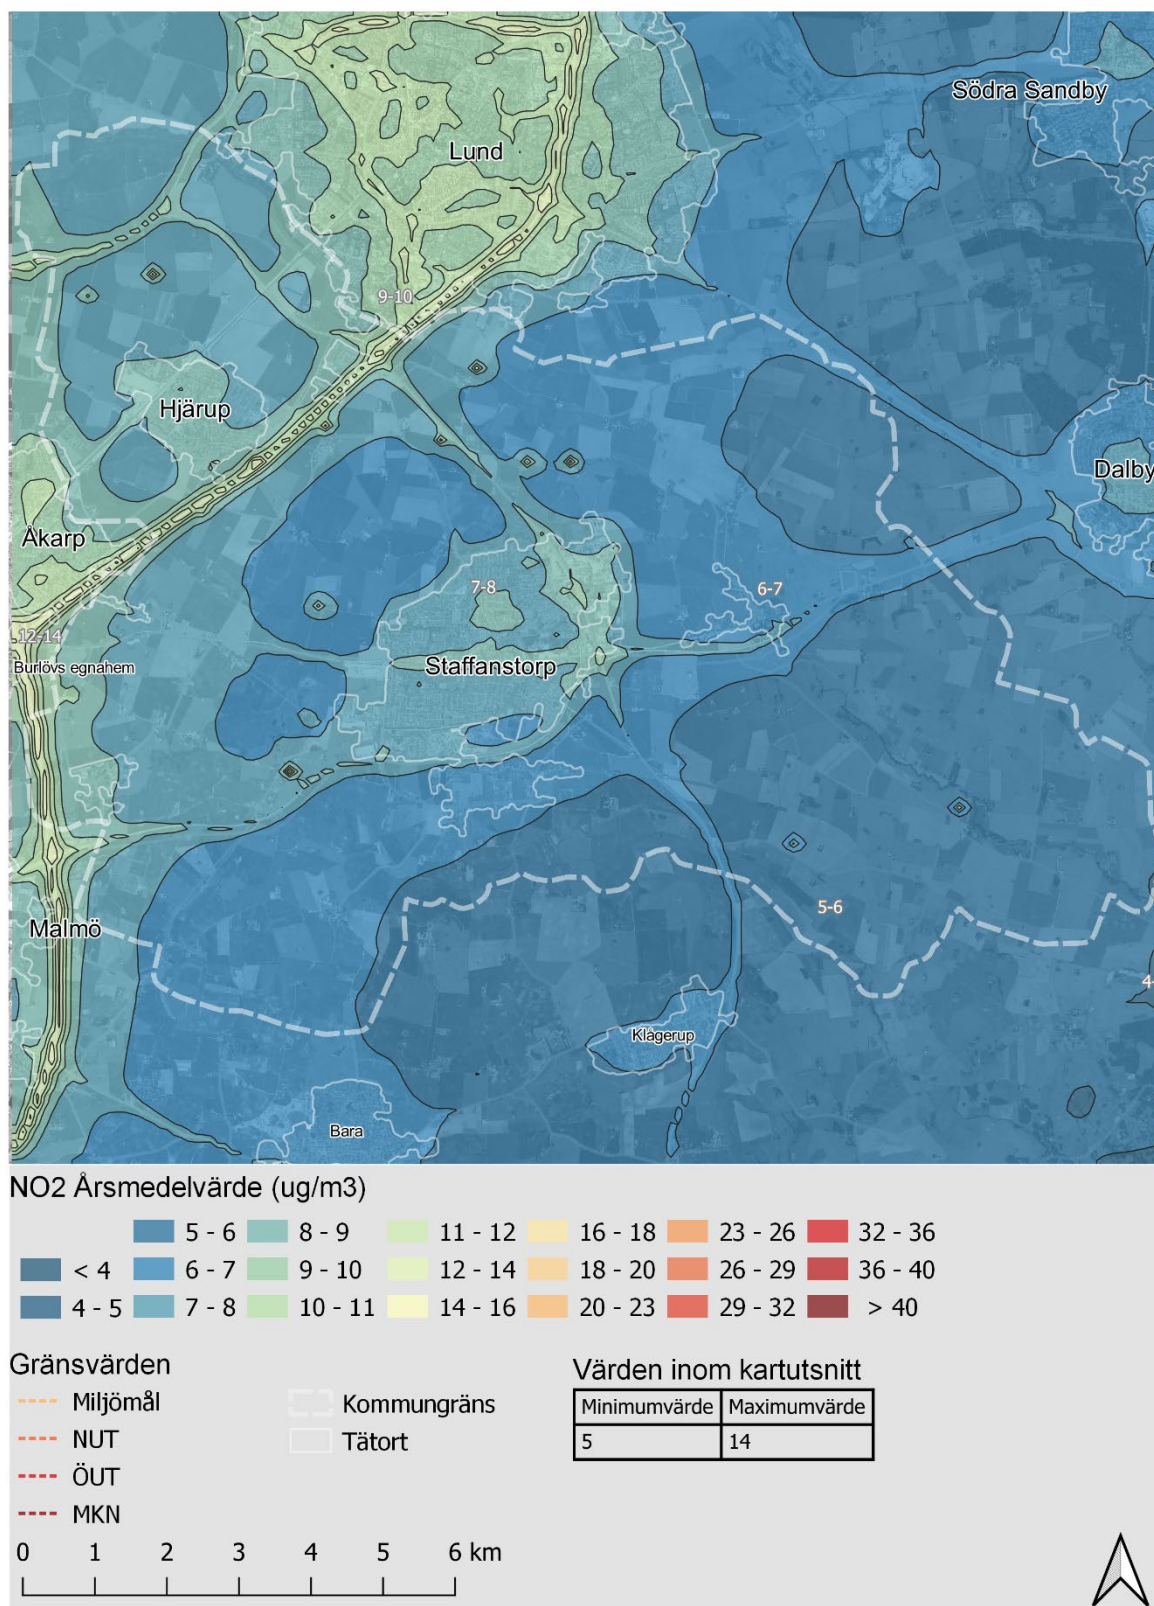 Södra Sandby
Lund
9-10
Hjärup
Dalby
Åkarp
7-8
6-7
12-14
Burlövs egnahem
Staffanstorp
5-6
Malmö
4-
Klågerup
Bara
NO2 Årsmedelvärde (ug/m3)
5 - 6 8 - 9 11 - 12 16 - 18 23 - 26 32 - 36
< 4 6 - 7 9 - 10 12 - 14 18 - 20 26 - 29 36 - 40
4 - 5 7 - 8 10 - 11 14 - 16 20 - 23 29 - 32 > 40
Gränsvärden
Miljömål
NUT
ÖUT
MKN
Kommungräns
Tätort
Värden inom kartutsnitt
Minimumvärde Maximumvärde
5 14
0 1 2 3 4 5 6 km